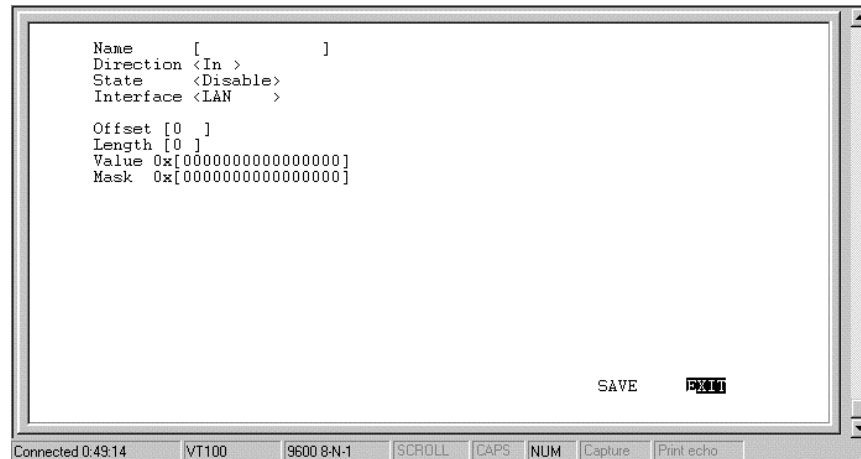 Name [ ]
Direction <In >
State <Disable>
Interface <LAN >
Offset [0 ]
Length [0 ]
Value 0x[0000000000000000]
Mask 0x[0000000000000000]
SAVE EXIT
Connected 0:49:14 VT100 9600 8-N-1 SCROLL CAPS NUM Capture Print echo